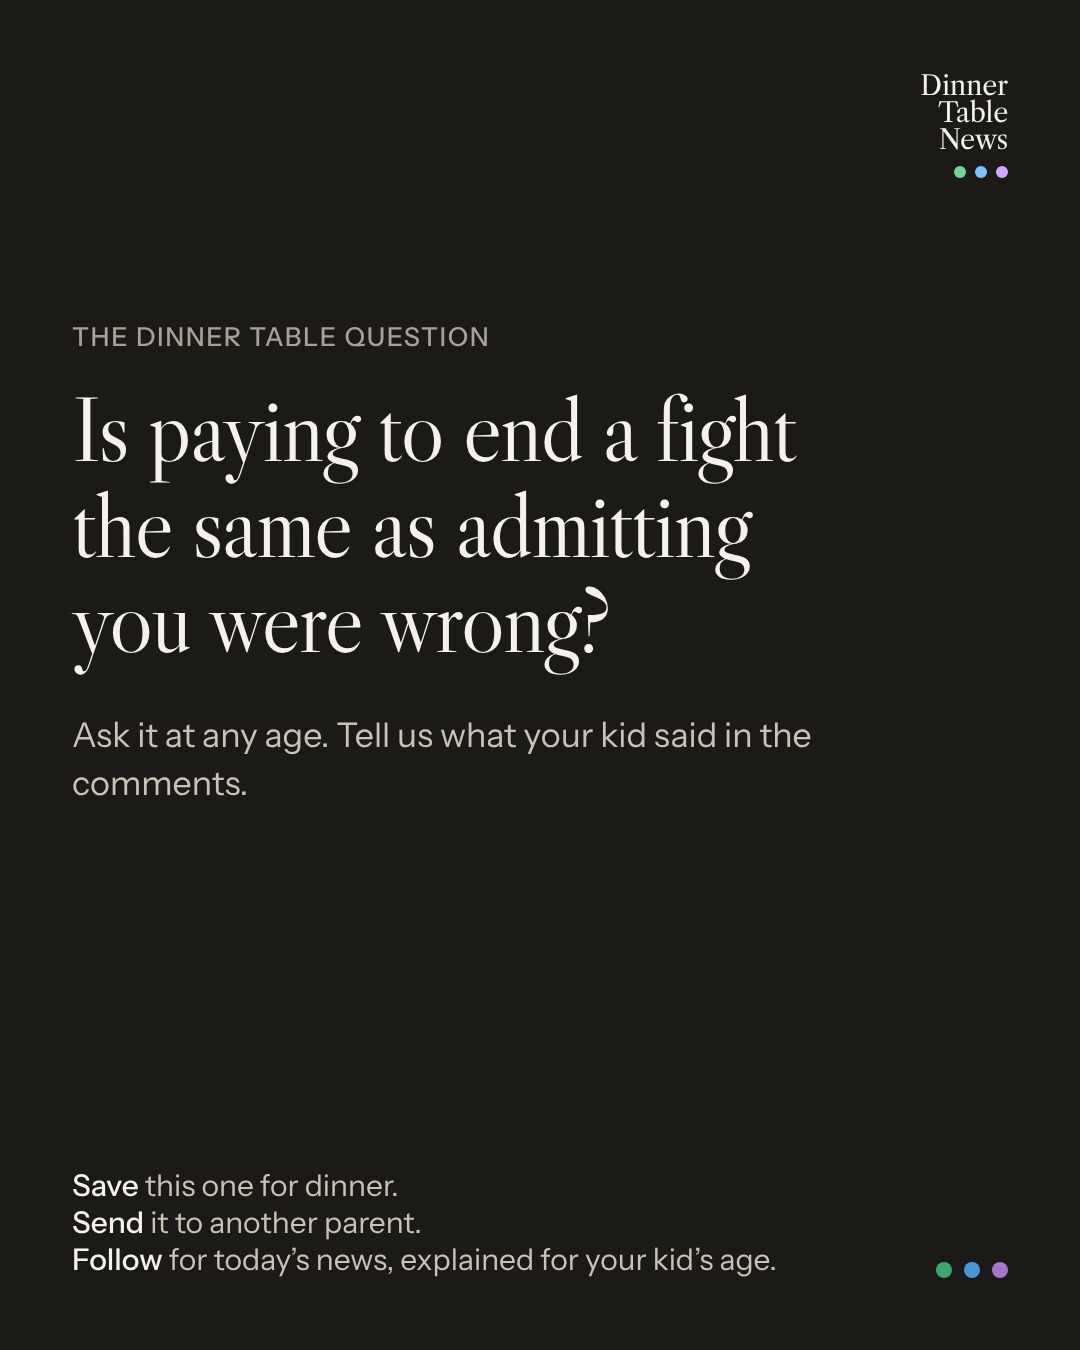 Dinner
Table
News
THE DINNER TABLE QUESTION
Is paying to end a fight
the same as admitting
you were wrong?
Ask it at any age. Tell us what your kid said in the
comments.
Save this one for dinner.
Send it to another parent.
Follow for today’s news, explained for your kid’s age.